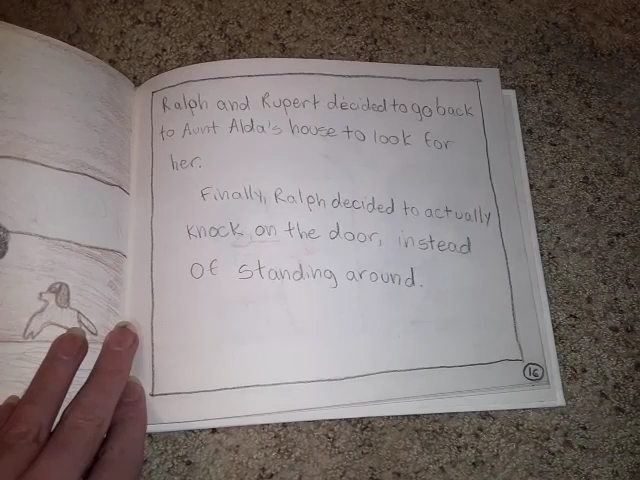 Ralph and Rupert decided to go back
to Aunt Alda's house to look for
her.
Finally, Ralph decided to actually
knock on the door, instead
of standing around.
16